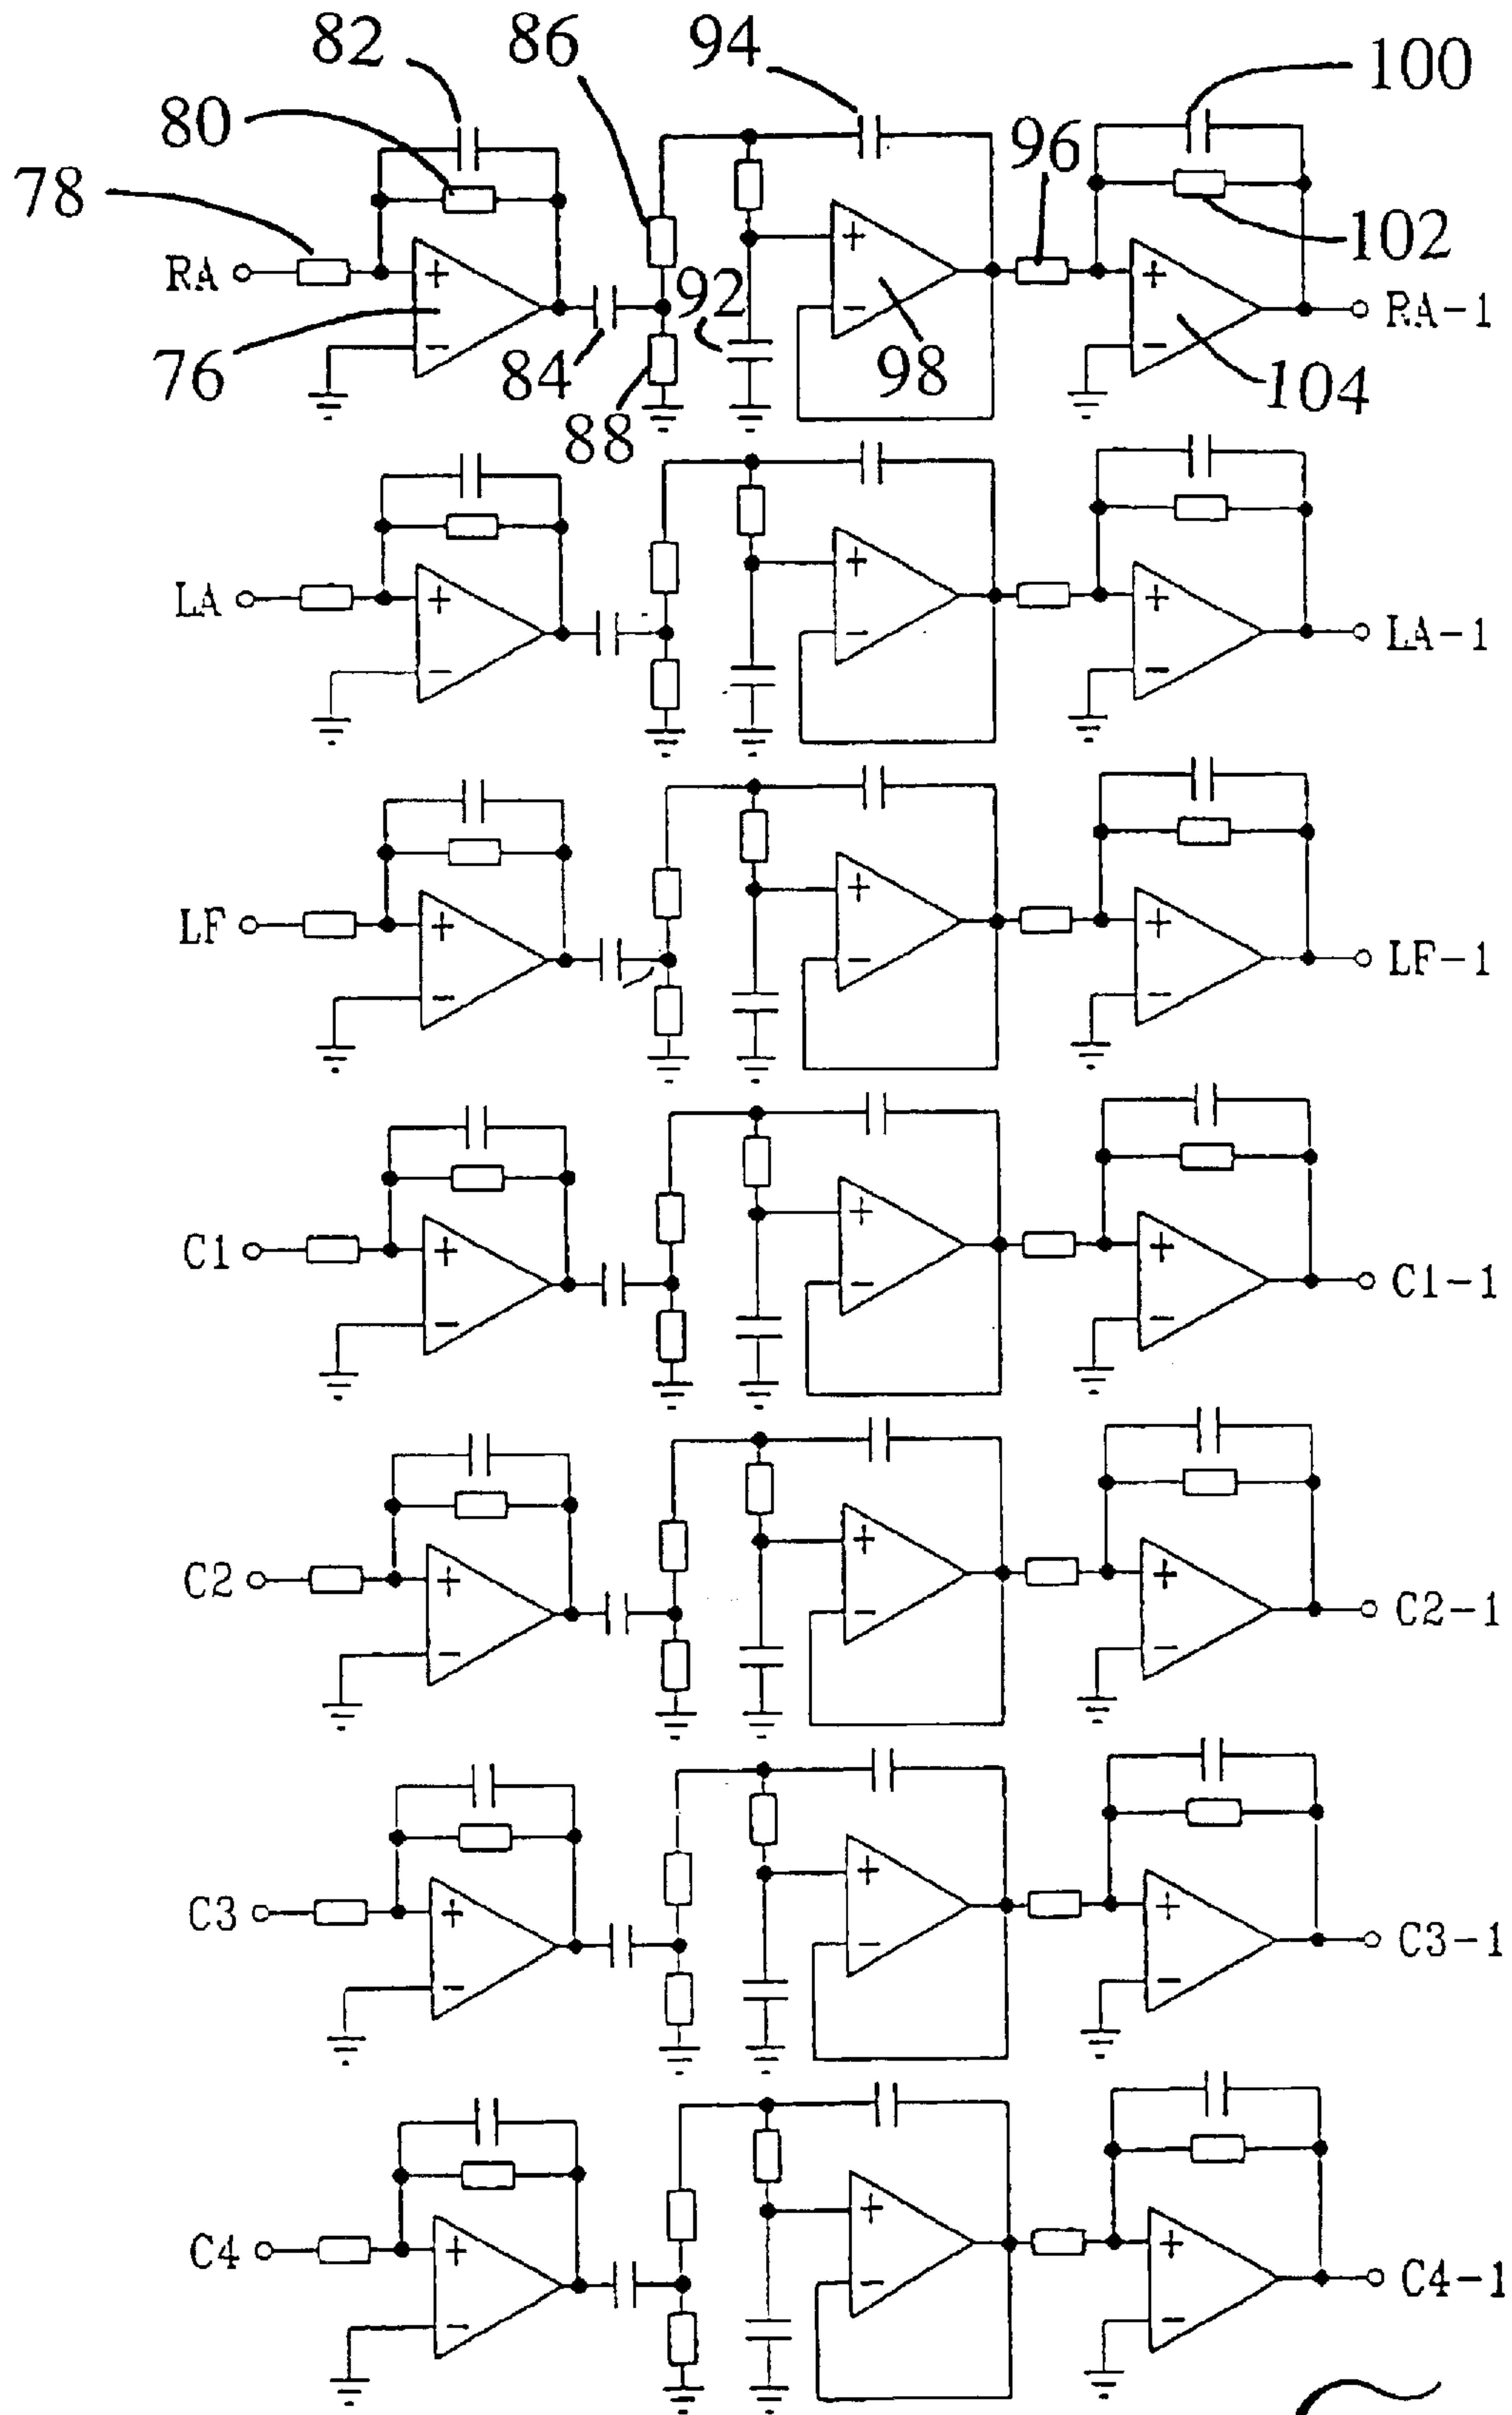 82 86 94 100
80 96
78 102
RA + + + RA-1
92
76 - 84 - 98 - 104
88
LA + + + LA-1
- - -
LF + + + LF-1
- - -
C1 + + + C1-1
- - -
C2 + + + C2-1
- - -
C3 + + + C3-1
- - -
C4 + + + C4-1
- - -